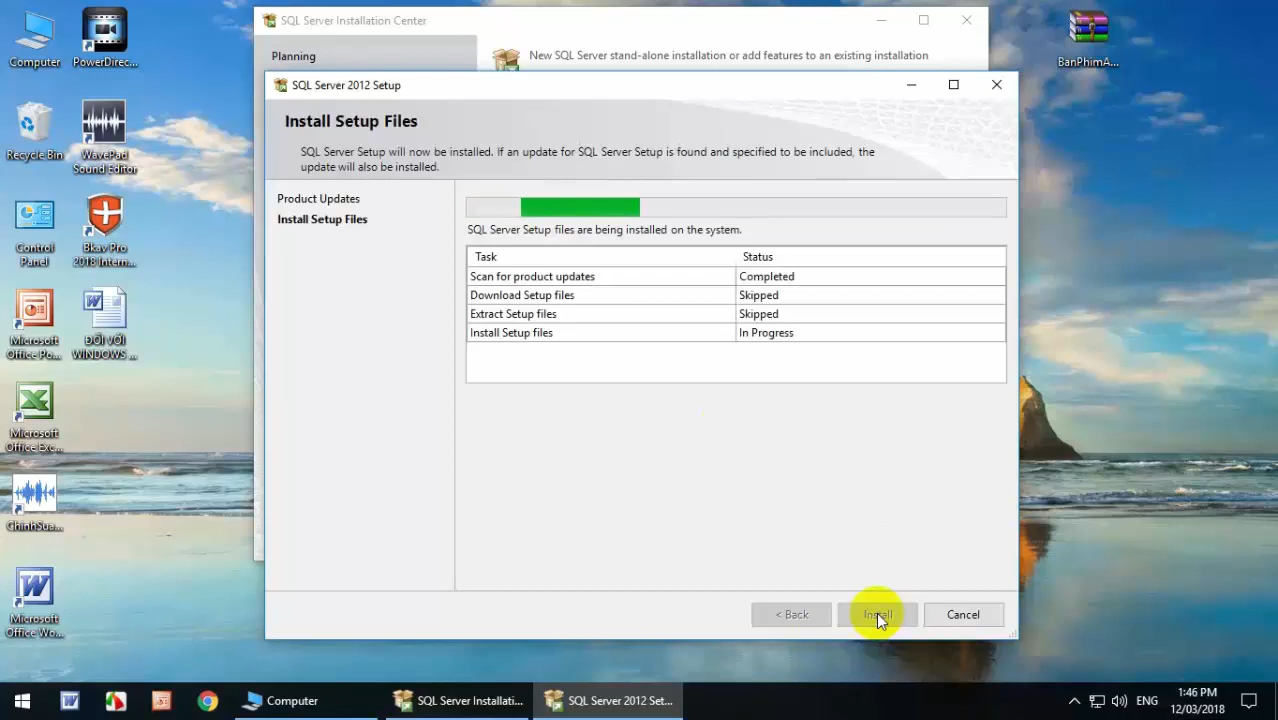 SQL Server Installation Center
Planning
New SQL Server stand-alone installation or add features to an existing installation
SQL Server 2012 Setup
Install Setup Files
SQL Server Setup will now be installed. If an update for SQL Server Setup is found and specified to be included, the
update will also be installed.
Product Updates
Install Setup Files
SQL Server Setup files are being installed on the system.
Task Status
Scan for product updates Completed
Download Setup files Skipped
Extract Setup files Skipped
Install Setup files In Progress
< Back Install Cancel
Computer
PowerDirec...
Recycle Bin
WavePad
Sound Editor
Control
Panel
Bkav Pro
2018 Intern...
Microsoft
Office Po...
ĐỐI VỚI
WINDOWS ...
Microsoft
Office Exc...
ChinhSua...
Microsoft
Office Wo...
BanPhimA...
Computer
SQL Server Installati...
SQL Server 2012 Set...
ENG
1:46 PM
12/03/2018